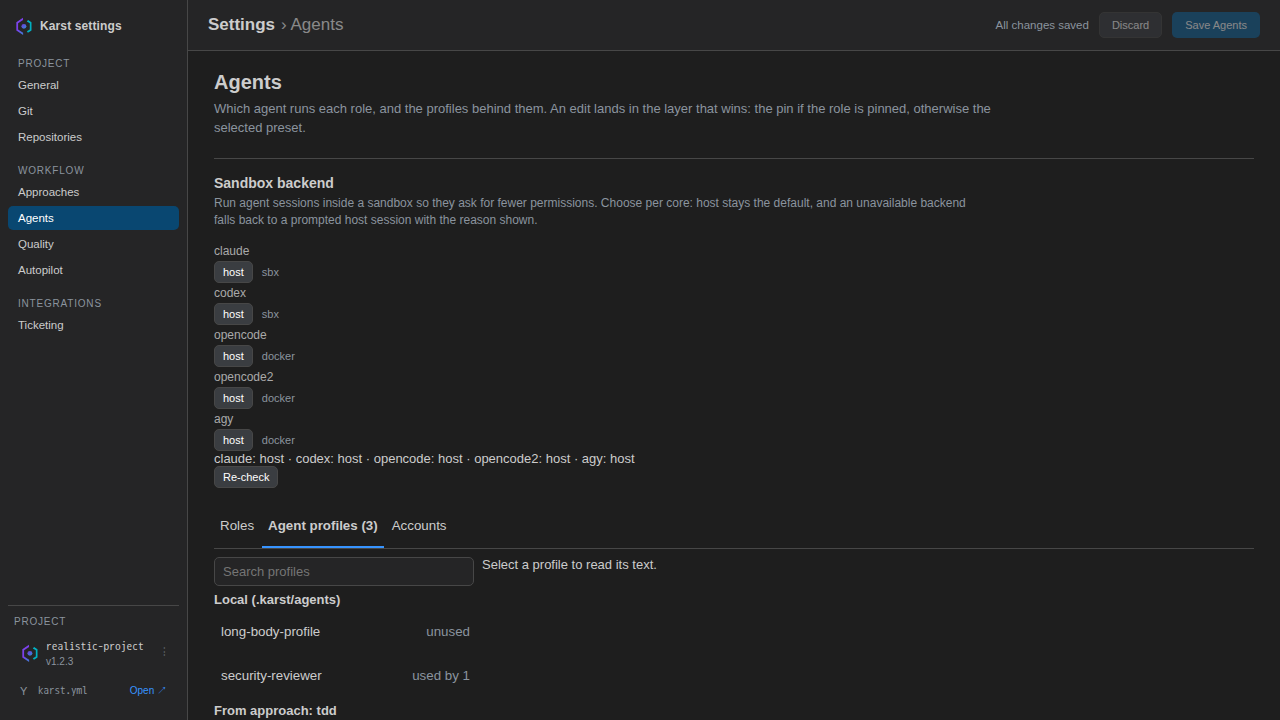 Karst settings
PROJECT
General
Git
Repositories
WORKFLOW
Approaches
Agents
Quality
Autopilot
INTEGRATIONS
Ticketing
PROJECT
realistic-project
v1.2.3
Y karst.yml Open ↗
Settings › Agents
All changes saved Discard Save Agents
Agents
Which agent runs each role, and the profiles behind them. An edit lands in the layer that wins: the pin if the role is pinned, otherwise the
selected preset.
Sandbox backend
Run agent sessions inside a sandbox so they ask for fewer permissions. Choose per core: host stays the default, and an unavailable backend
falls back to a prompted host session with the reason shown.
claude
host sbx
codex
host sbx
opencode
host docker
opencode2
host docker
agy
host docker
claude: host · codex: host · opencode: host · opencode2: host · agy: host
Re-check
Roles Agent profiles (3) Accounts
Search profiles
Select a profile to read its text.
Local (.karst/agents)
long-body-profile unused
security-reviewer used by 1
From approach: tdd